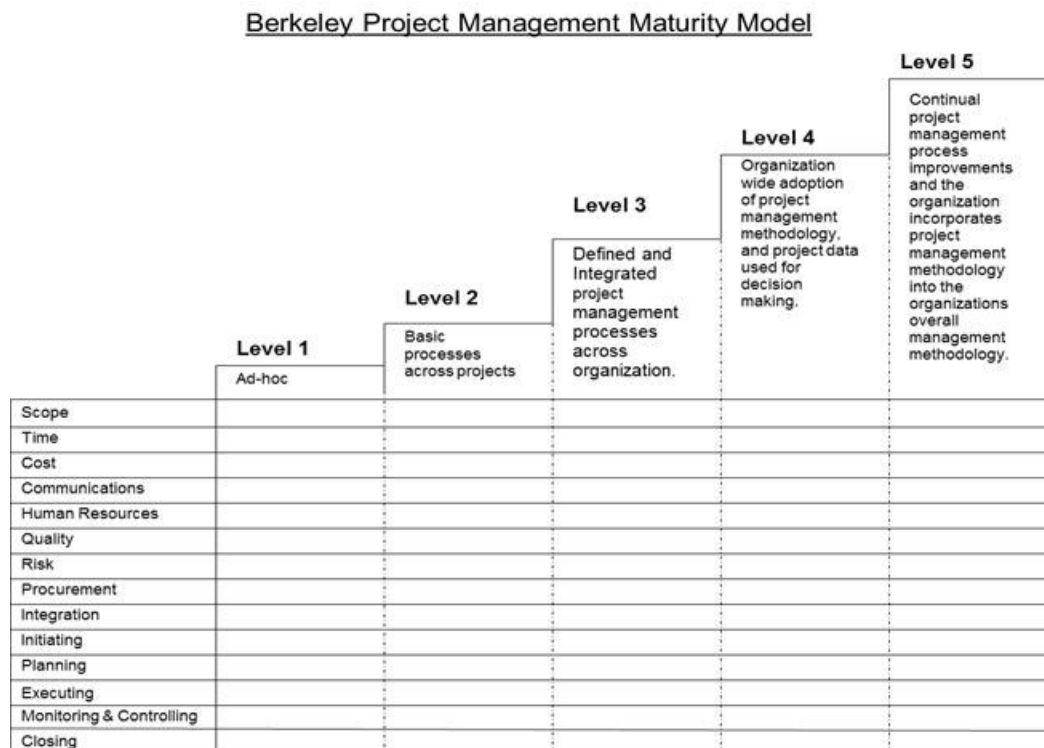 Berkeley Project Management Maturity Model
Level 1
Ad-hoc
Level 2
Basic
processes
across projects
Level 3
Defined and
Integrated
project
management
processes
across
organization.
Level 4
Organization
wide adoption
of project
management
methodology,
and project data
used for
decision
making.
Level 5
Continual
project
management
process
improvements
and the
organization
incorporates
project
management
methodology
into the
organizations
overall
management
methodology.
Scope
Time
Cost
Communications
Human Resources
Quality
Risk
Procurement
Integration
Initiating
Planning
Executing
Monitoring & Controlling
Closing